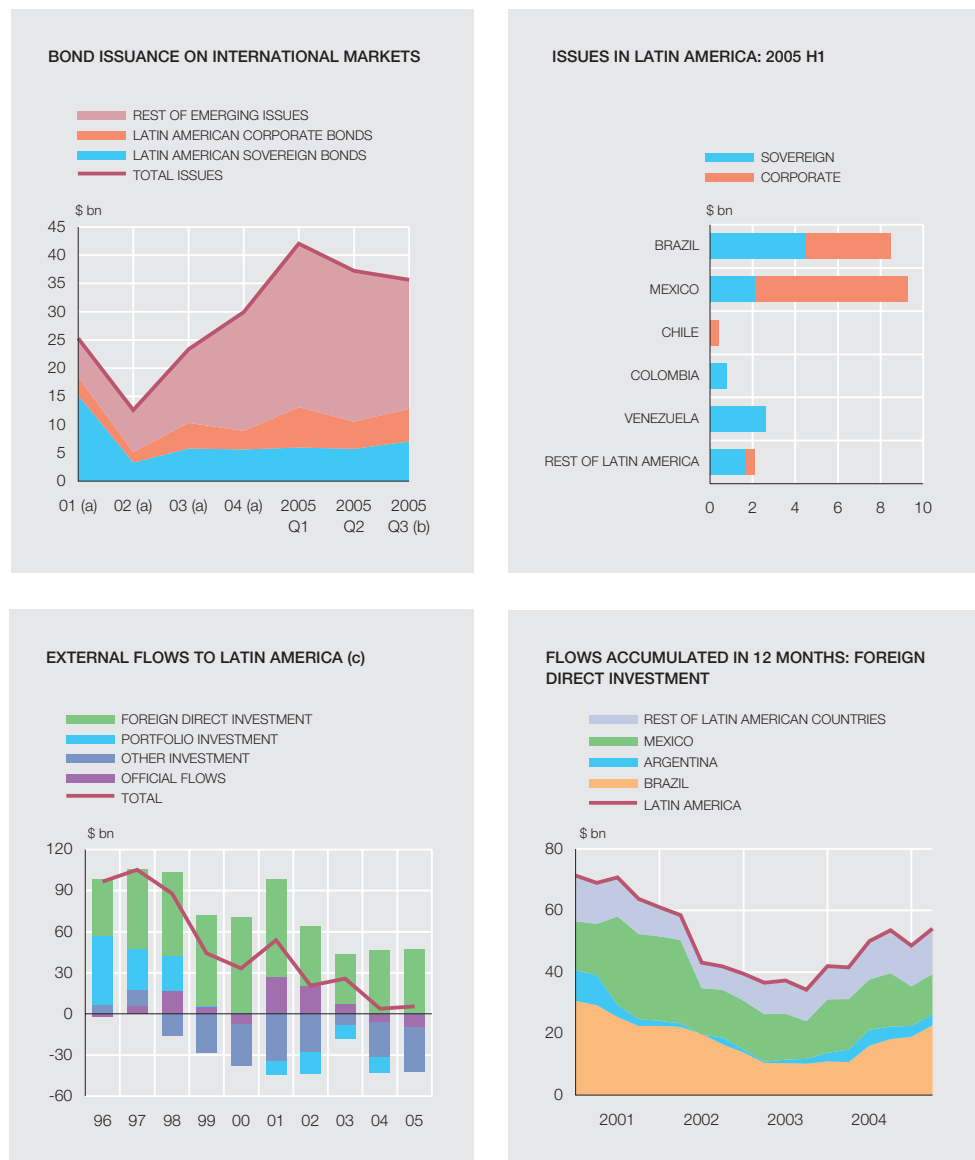 BOND ISSUANCE ON INTERNATIONAL MARKETS
REST OF EMERGING ISSUES
LATIN AMERICAN CORPORATE BONDS
LATIN AMERICAN SOVEREIGN BONDS
TOTAL ISSUES
$ bn
45
40
35
30
25
20
15
10
5
0
01 (a) 02 (a) 03 (a) 04 (a) 2005 2005 2005
Q1 Q2 Q3 (b)
ISSUES IN LATIN AMERICA: 2005 H1
SOVEREIGN
CORPORATE
$ bn
BRAZIL
MEXICO
CHILE
COLOMBIA
VENEZUELA
REST OF LATIN AMERICA
0 2 4 6 8 10
EXTERNAL FLOWS TO LATIN AMERICA (c)
FOREIGN DIRECT INVESTMENT
PORTFOLIO INVESTMENT
OTHER INVESTMENT
OFFICIAL FLOWS
TOTAL
$ bn
120
90
60
30
0
-30
-60
96 97 98 99 00 01 02 03 04 05
FLOWS ACCUMULATED IN 12 MONTHS: FOREIGN
DIRECT INVESTMENT
REST OF LATIN AMERICAN COUNTRIES
MEXICO
ARGENTINA
BRAZIL
LATIN AMERICA
$ bn
80
60
40
20
0
2001 2002 2003 2004